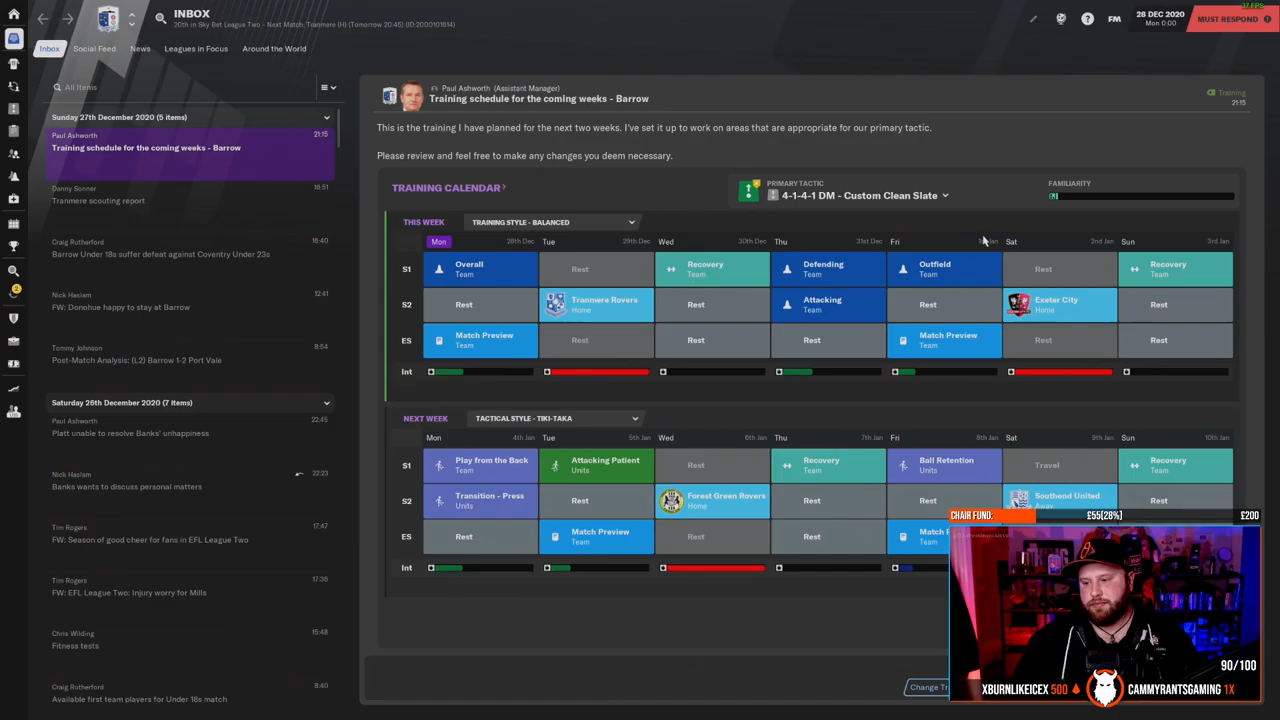 37 FPS
INBOX
20th in Sky Bet League Two - Next Match: Tranmere (H) (Tomorrow 20:45) (ID:2000101614)
FM
28 DEC 2020
Mon 0:00
MUST RESPOND
Inbox
Social Feed
News
Leagues in Focus
Around the World
All Items
Sunday 27th December 2020 (5 items)
Paul Ashworth
21:15
Training schedule for the coming weeks - Barrow
Danny Sonner
16:51
Tranmere scouting report
Craig Rutherford
16:40
Barrow Under 18s suffer defeat against Coventry Under 23s
Nick Haslam
12:41
FW: Donohue happy to stay at Barrow
Tommy Johnson
8:54
Post-Match Analysis: (L2) Barrow 1-2 Port Vale
Saturday 26th December 2020 (7 items)
Paul Ashworth
22:45
Platt unable to resolve Banks' unhappiness
Nick Haslam
22:23
Banks wants to discuss personal matters
Tim Rogers
17:47
FW: Season of good cheer for fans in EFL League Two
Tim Rogers
17:36
FW: EFL League Two: Injury worry for Mills
Chris Wilding
15:48
Fitness tests
Craig Rutherford
8:40
Available first team players for Under 18s match
Paul Ashworth (Assistant Manager)
Training schedule for the coming weeks - Barrow
Training
21:15
This is the training I have planned for the next two weeks. I've set it up to work on areas that are appropriate for our primary tactic.
Please review and feel free to make any changes you deem necessary.
TRAINING CALENDAR
PRIMARY TACTIC
4-1-4-1 DM - Custom Clean Slate
FAMILIARITY
THIS WEEK
TRAINING STYLE - BALANCED
Mon 28th Dec Tue 29th Dec Wed 30th Dec Thu 31st Dec Fri 1st Jan Sat 2nd Jan Sun 3rd Jan
S1 Overall Team Rest Recovery Team Defending Team Outfield Team Rest Recovery Team
S2 Rest Tranmere Rovers Home Rest Attacking Team Rest Exeter City Home Rest
ES Match Preview Team Rest Rest Rest Match Preview Team Rest Rest
Int
NEXT WEEK
TACTICAL STYLE - TIKI-TAKA
Mon 4th Jan Tue 5th Jan Wed 6th Jan Thu 7th Jan Fri 8th Jan Sat 9th Jan Sun 10th Jan
S1 Play from the Back Team Attacking Patient Units Rest Recovery Team Ball Retention Units Travel Recovery Team
S2 Transition - Press Units Rest Forest Green Rovers Home Rest Rest Southend United Away Rest
ES Rest Match Preview Team Rest Rest Match Team
Int
CHAIR FUND:
£55(28%)
£200
90/100
Change Tr
XBURNLIKEICEX 500
CAMMYRANTSGAMING 1X